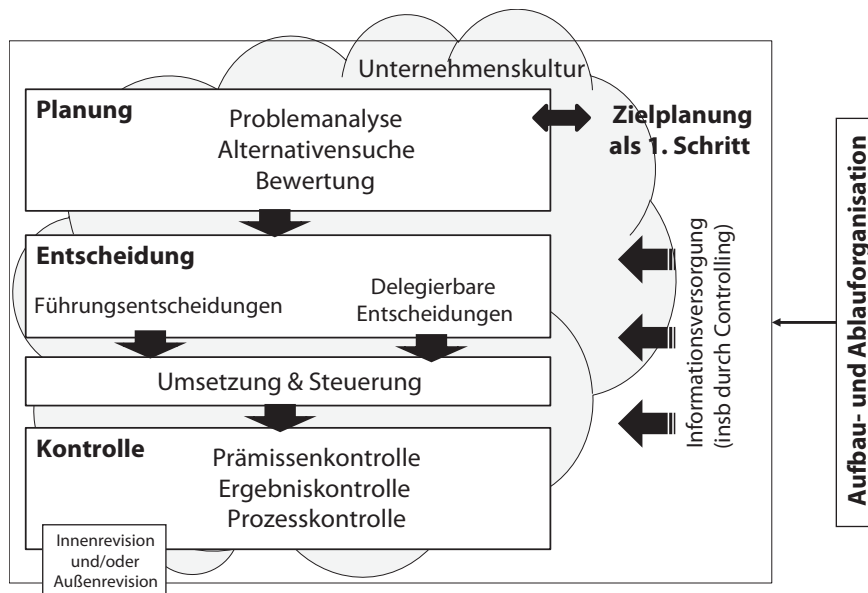 Unternehmenskultur
Planung
Problemanalyse
Alternativensuche
Bewertung
Zielplanung
als 1. Schritt
Entscheidung
Führungsentscheidungen
Delegierbare
Entscheidungen
Umsetzung & Steuerung
Kontrolle
Prämissenkontrolle
Ergebniskontrolle
Prozesskontrolle
Innenrevision
und/oder
Außenrevision
Informationsversorgung
(insb durch Controlling)
Aufbau- und Ablauforganisation